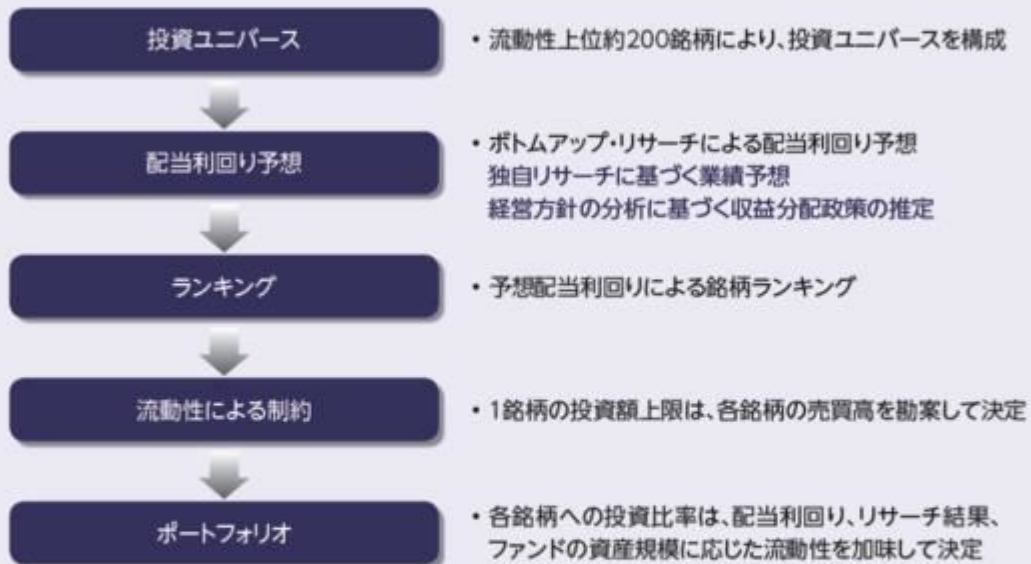 投資ユニバース
・流動性上位約200銘柄により、投資ユニバースを構成
配当利回り予想
・ボトムアップ・リサーチによる配当利回り予想
独自リサーチに基づく業績予想
経営方針の分析に基づく収益分配政策の推定
ランキング
・予想配当利回りによる銘柄ランキング
流動性による制約
・1銘柄の投資額上限は、各銘柄の売買高を勘案して決定
ポートフォリオ
・各銘柄への投資比率は、配当利回り、リサーチ結果、
ファンドの資産規模に応じた流動性を加味して決定